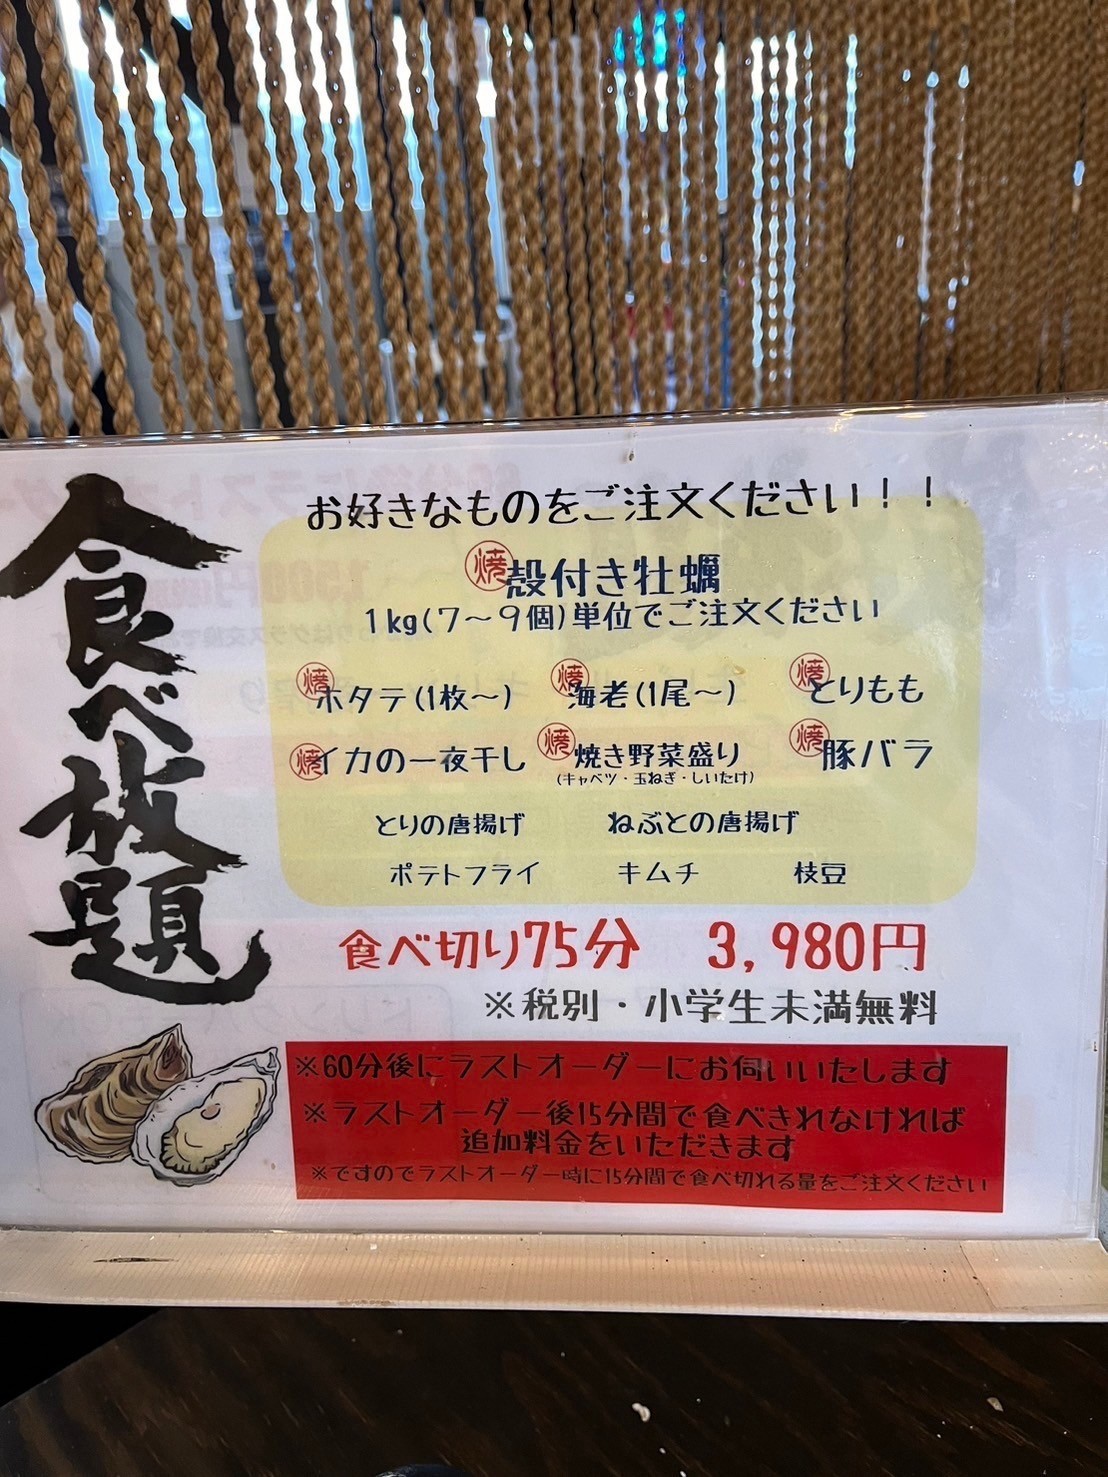 食べ放題
お好きなものをご注文ください！！
焼 殻付き牡蠣
1kg(7〜9個)単位でご注文ください
焼 ホタテ(1枚〜) 焼 海老(1尾〜) 焼 とりもも
焼 イカの一夜干し 焼 焼き野菜盛り 焼 豚バラ
(キャベツ・玉ねぎ・しいたけ)
とりの唐揚げ ねぶとの唐揚げ
ポテトフライ キムチ 枝豆
食べ切り75分 3,980円
※税別・小学生未満無料
※60分後にラストオーダーにお伺いいたします
※ラストオーダー後15分間で食べきれなければ
追加料金をいただきます
※ですのでラストオーダー時に15分間で食べ切れる量をご注文ください